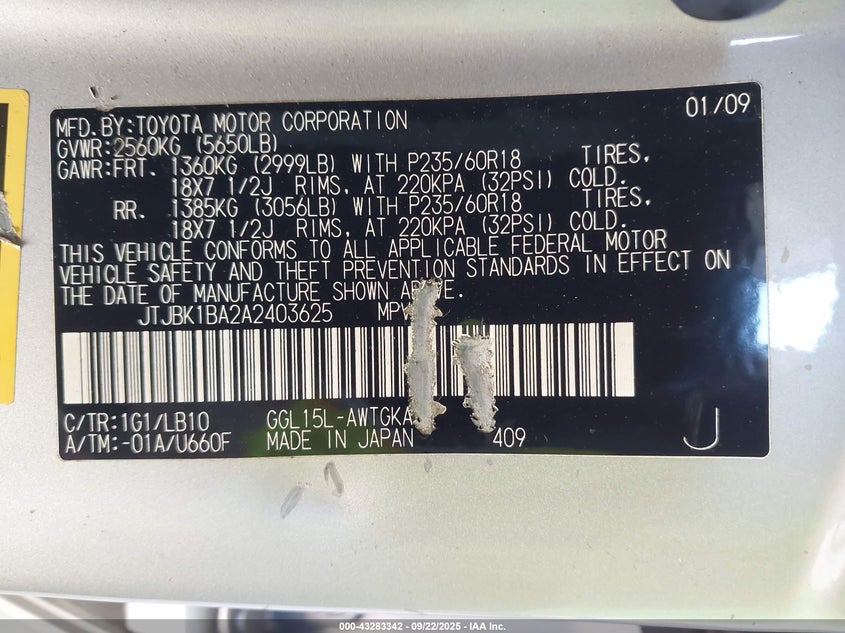 01/09
MFD.BY:TOYOTA MOTOR CORPORATION
GVWR:2560KG (5650LB)
GAWR:FRT. 1360KG (2999LB) WITH P235/60R18 TIRES,
18X7 1/2J RIMS, AT 220KPA (32PSI) COLD.
RR. 1385KG (3056LB) WITH P235/60R18 TIRES,
18X7 1/2J RIMS, AT 220KPA (32PSI) COLD.
THIS VEHICLE CONFORMS TO ALL APPLICABLE FEDERAL MOTOR
VEHICLE SAFETY AND THEFT PREVENTION STANDARDS IN EFFECT ON
THE DATE OF MANUFACTURE SHOWN ABOVE.
JTJBK1BA2A2403625 MPV
C/TR:1G1/LB10 GGL15L-AWTGKA
A/TM:-01A/U660F MADE IN JAPAN 409 J
000-43283342 - 09/22/2025 - IAA Inc.